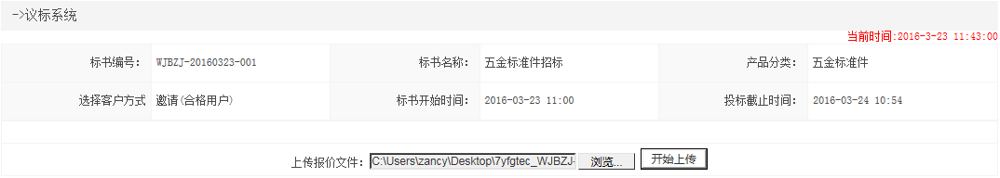 ->议标系统
当前时间:2016-3-23 11:43:00
标书编号： WJBZJ-20160323-001 标书名称： 五金标准件招标 产品分类： 五金标准件
选择客户方式 邀请(合格用户) 标书开始时间： 2016-03-23 11:00 投标截止时间： 2016-03-24 10:54
上传报价文件： C:\Users\zancy\Desktop\7yfgtec_WJBZJ- 浏览... 开始上传